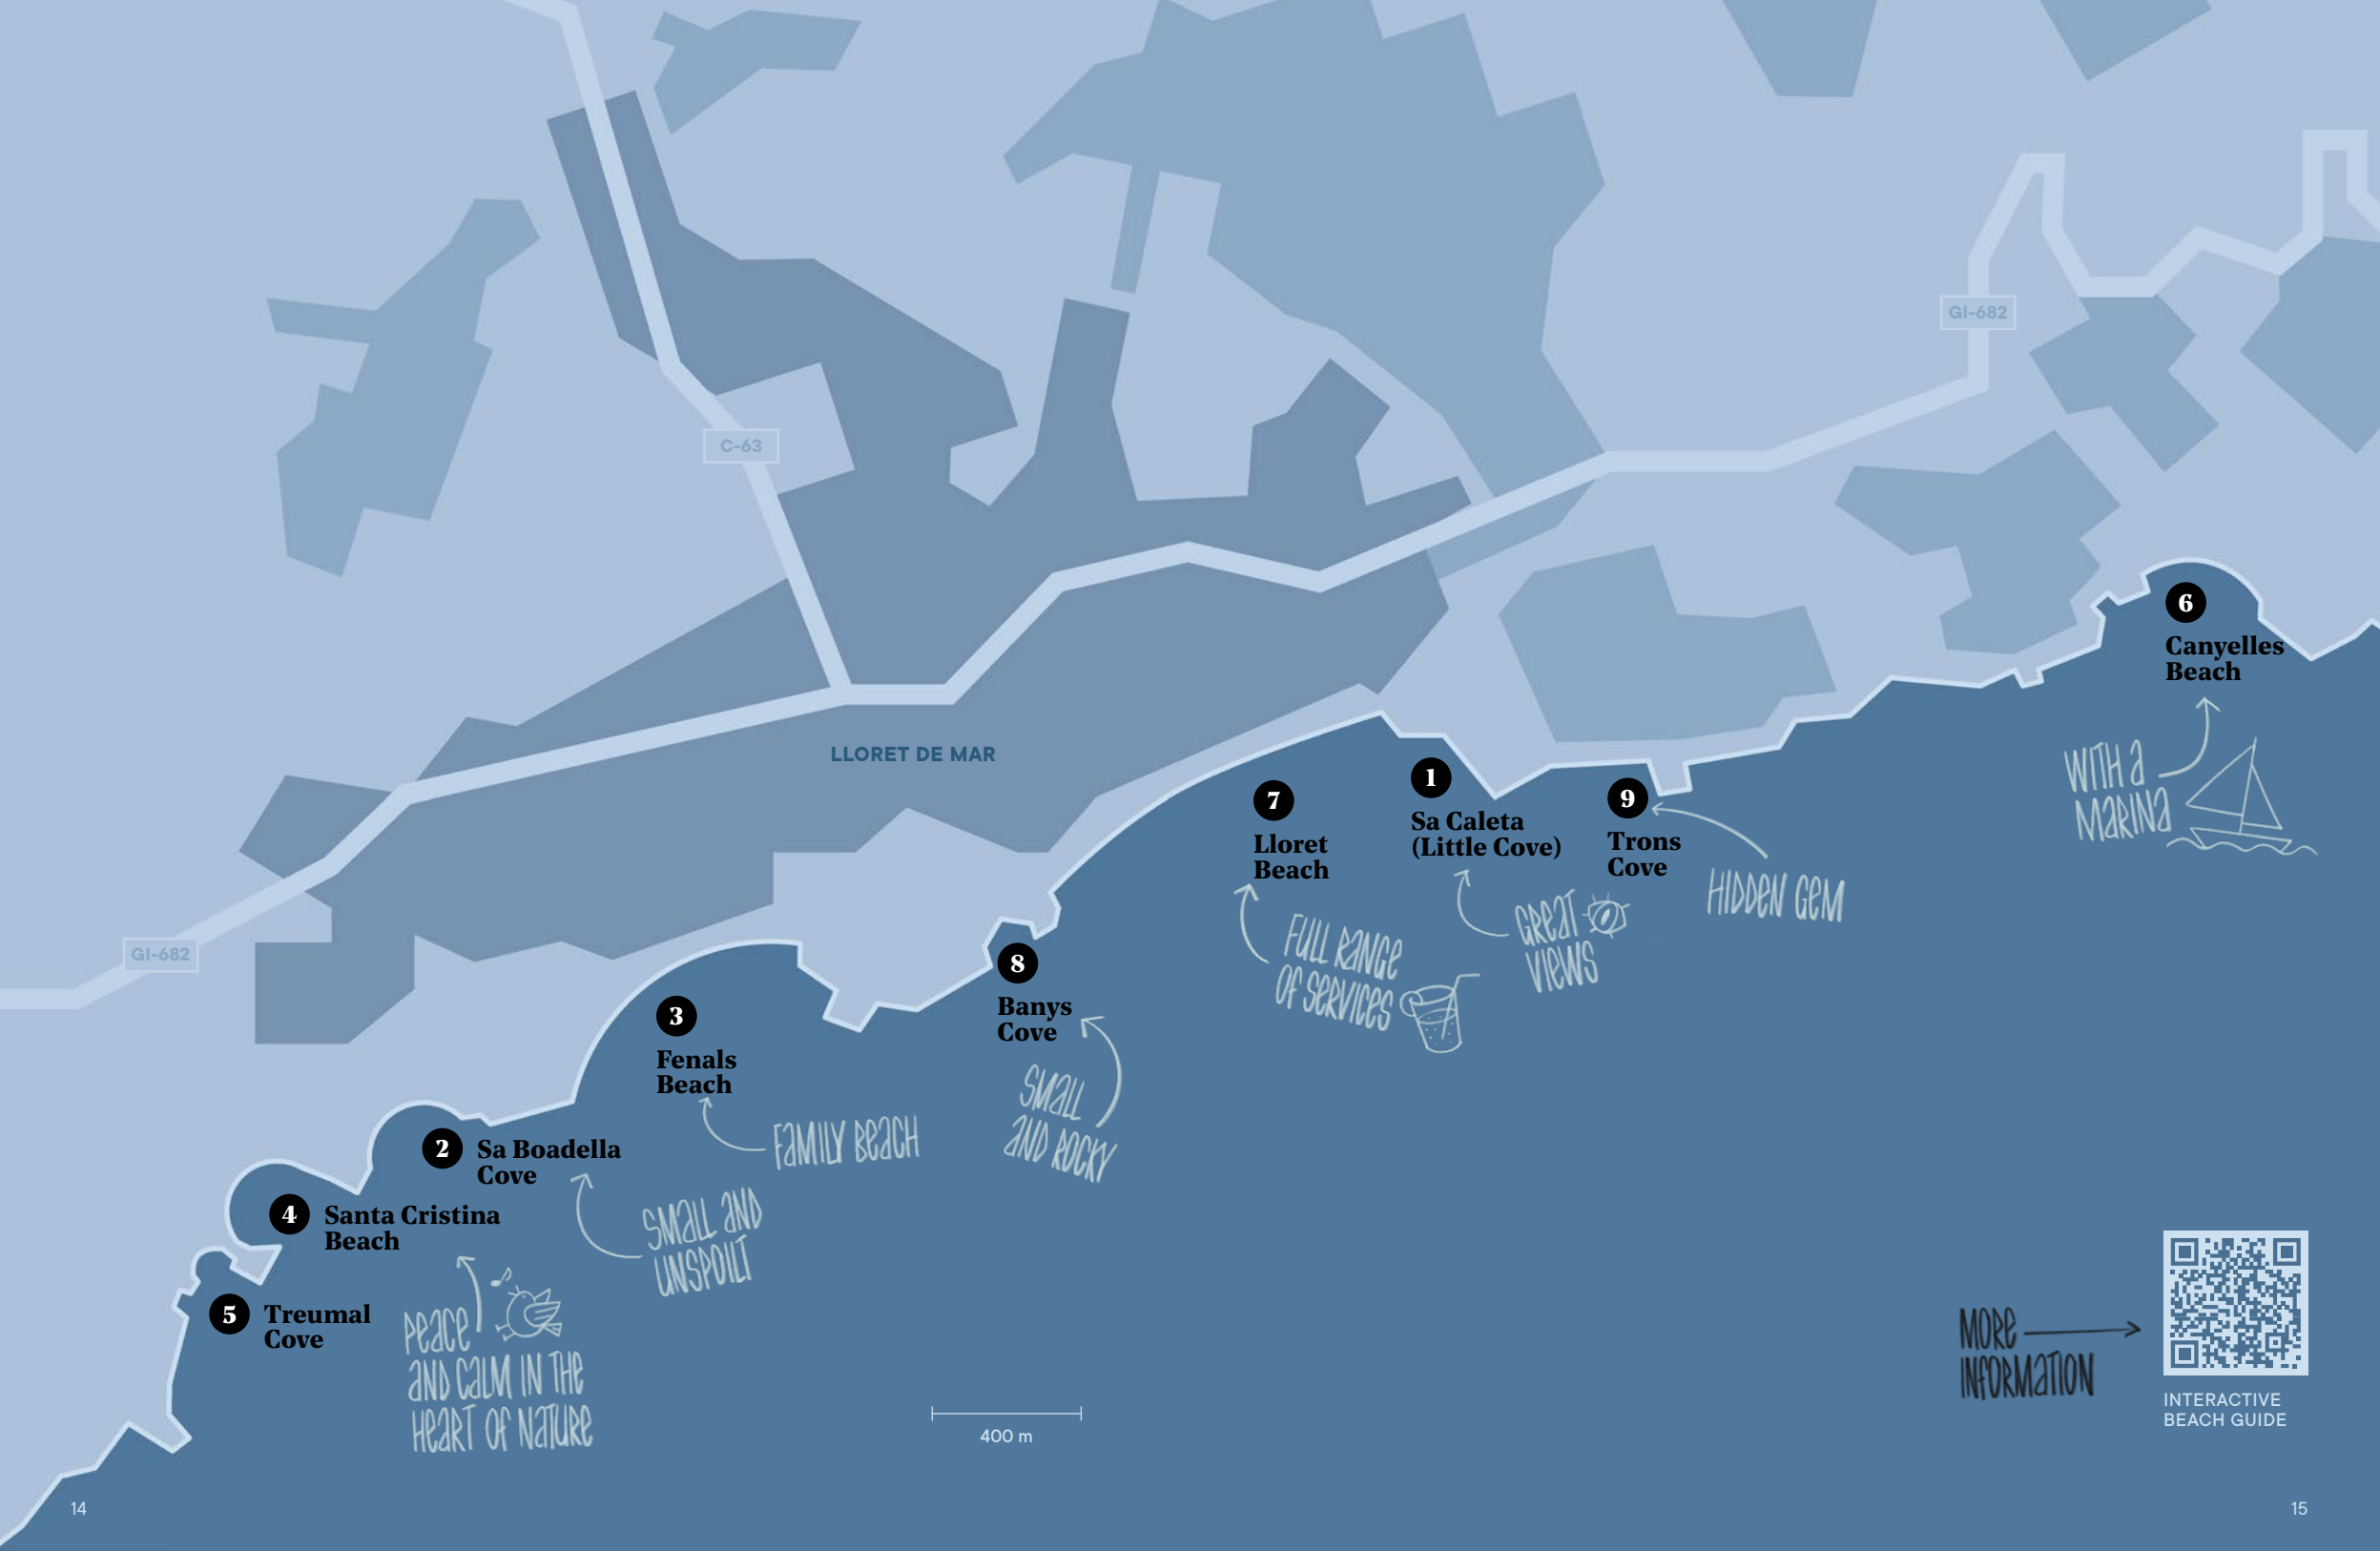 GI-682
C-63
LLORET DE MAR
GI-682
6
Canyelles
Beach
WITH A
MARINA
1
Sa Caleta
(Little Cove)
GREAT
VIEWS
9
Trons
Cove
HIDDEN GEM
7
Lloret
Beach
FULL RANGE
OF SERVICES
8
Banys
Cove
SMALL
AND ROCKY
3
Fenals
Beach
FAMILY BEACH
2
Sa Boadella
Cove
SMALL AND
UNSPOILT
4
Santa Cristina
Beach
PEACE
AND CALM IN THE
HEART OF NATURE
5
Treumal
Cove
400 m
MORE
INFORMATION
INTERACTIVE
BEACH GUIDE
14
15